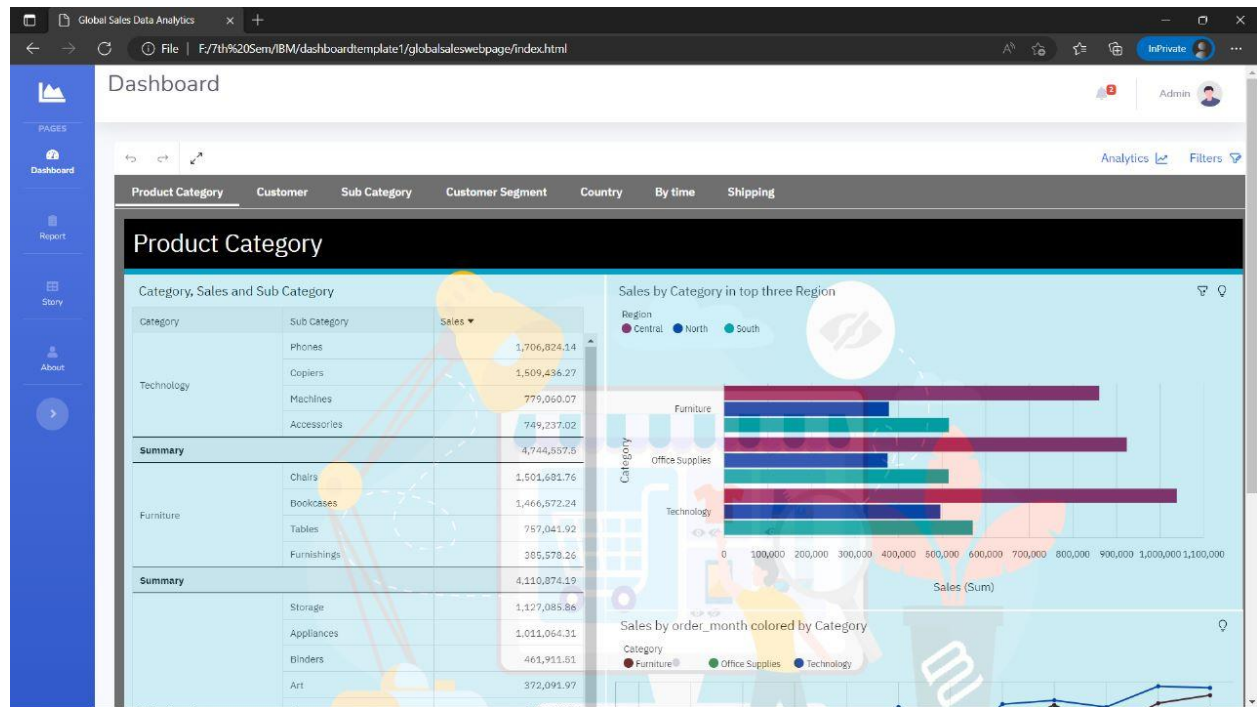 Global Sales Data Analytics
File | F:/7th%20Sem/IBM/dashboardtemplate1/globalsaleswebpage/index.html
InPrivate
Dashboard
2
Admin
PAGES
Dashboard
Report
Story
About
Analytics
Filters
Product Category Customer Sub Category Customer Segment Country By time Shipping
Product Category
Category, Sales and Sub Category
Category Sub Category Sales ▼
Technology
Phones 1,706,824.14
Copiers 1,509,436.27
Machines 779,060.07
Accessories 749,237.02
Summary 4,744,557.5
Furniture
Chairs 1,501,681.76
Bookcases 1,466,572.24
Tables 757,041.92
Furnishings 385,578.26
Summary 4,110,874.19
Storage 1,127,085.86
Appliances 1,011,064.31
Binders 461,911.51
Art 372,091.97
Sales by Category in top three Region
Region
Central North South
Category
Furniture
Office Supplies
Technology
0 100,000 200,000 300,000 400,000 500,000 600,000 700,000 800,000 900,000 1,000,000 1,100,000
Sales (Sum)
Sales by order_month colored by Category
Category
Furniture Office Supplies Technology